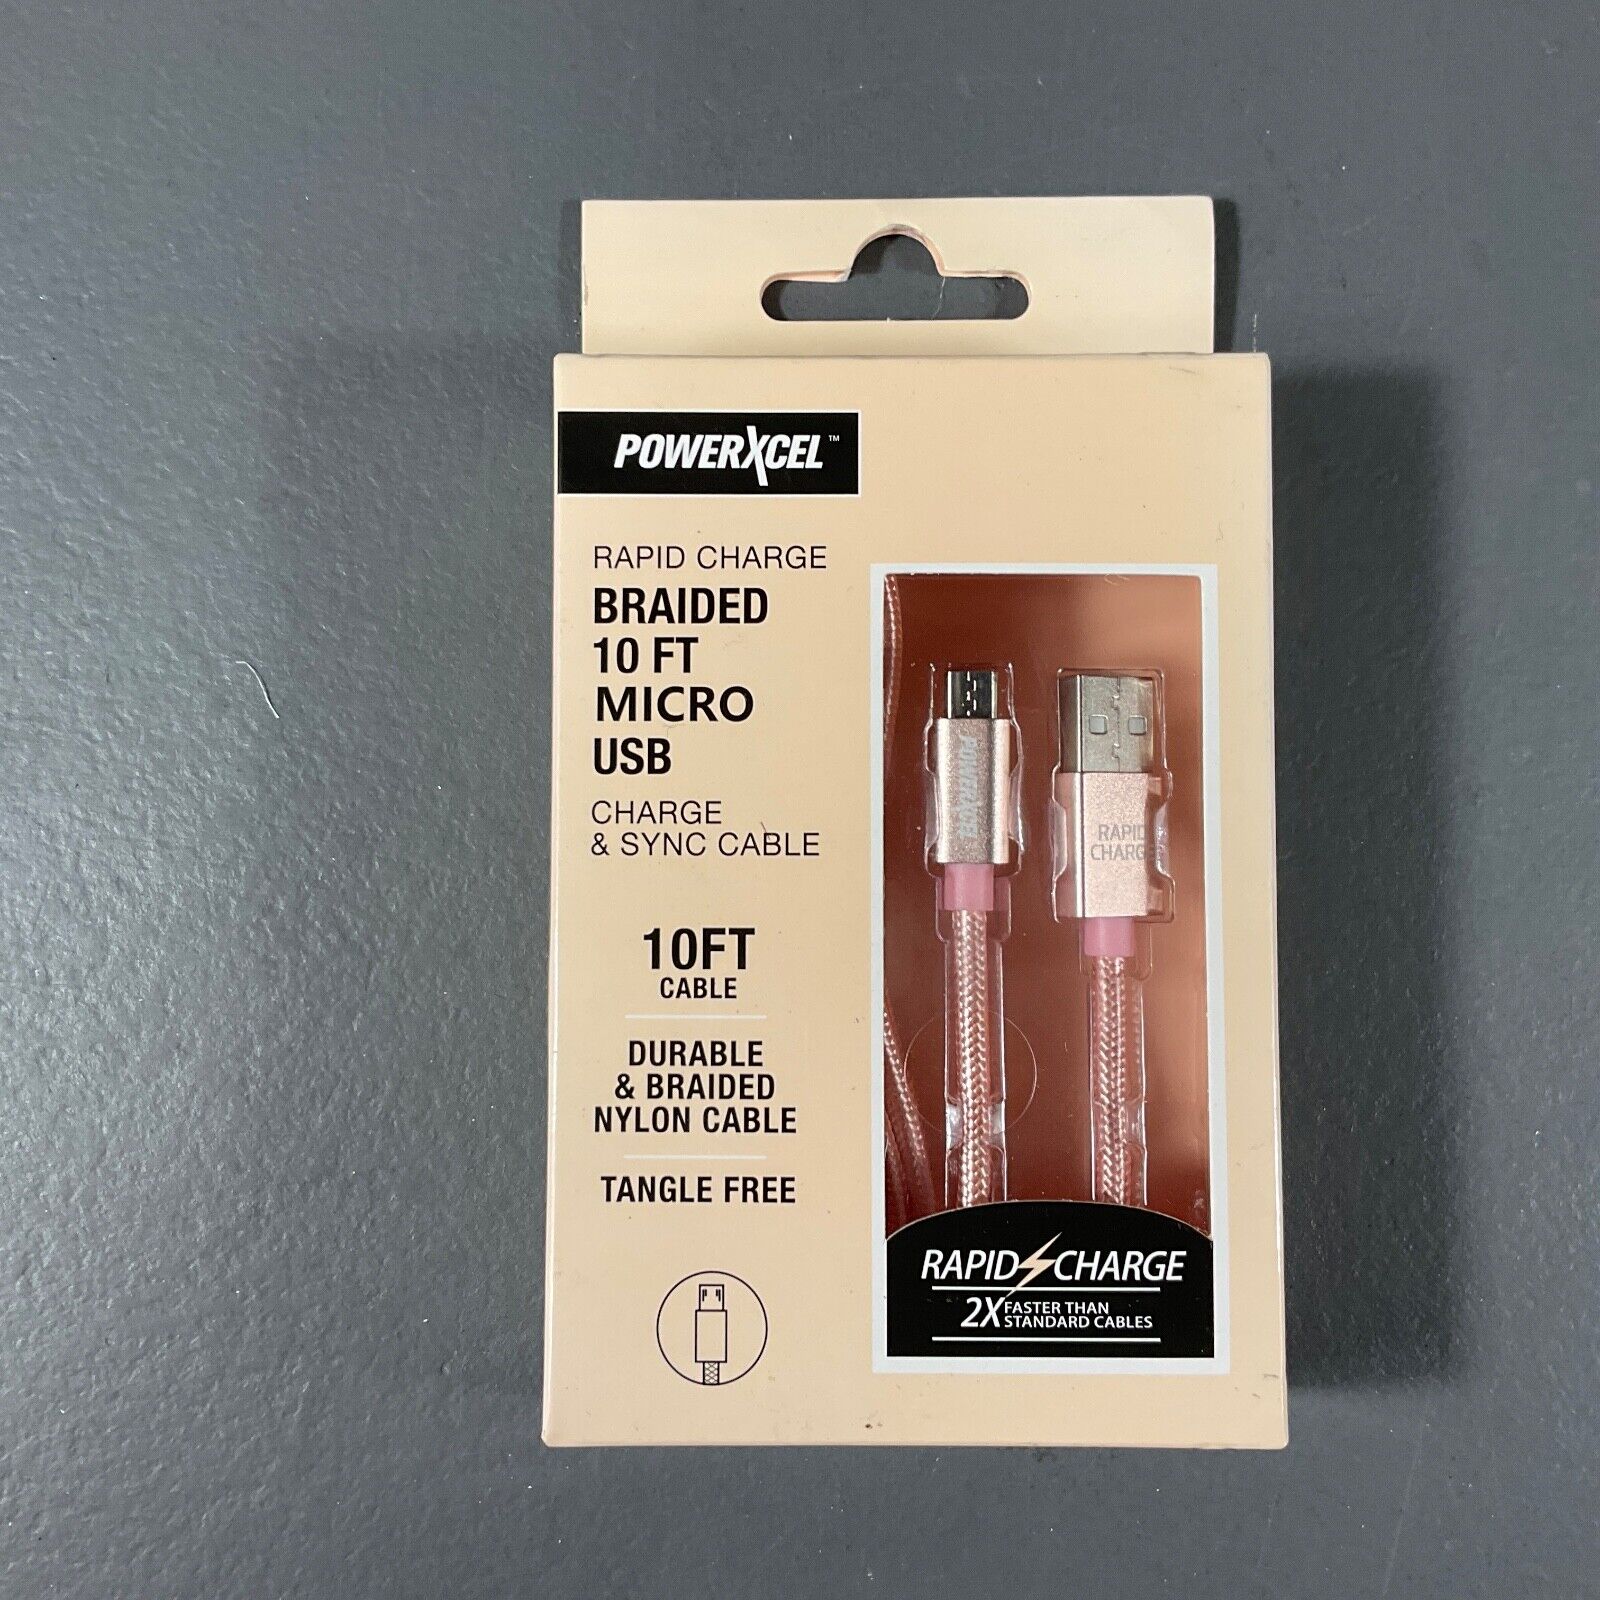 POWERXCEL™
RAPID CHARGE
BRAIDED
10 FT
MICRO
USB
CHARGE
& SYNC CABLE
10FT
CABLE
DURABLE
& BRAIDED
NYLON CABLE
TANGLE FREE
POWERXCEL
RAPID
CHARGE
RAPID CHARGE
2X FASTER THAN
STANDARD CABLES